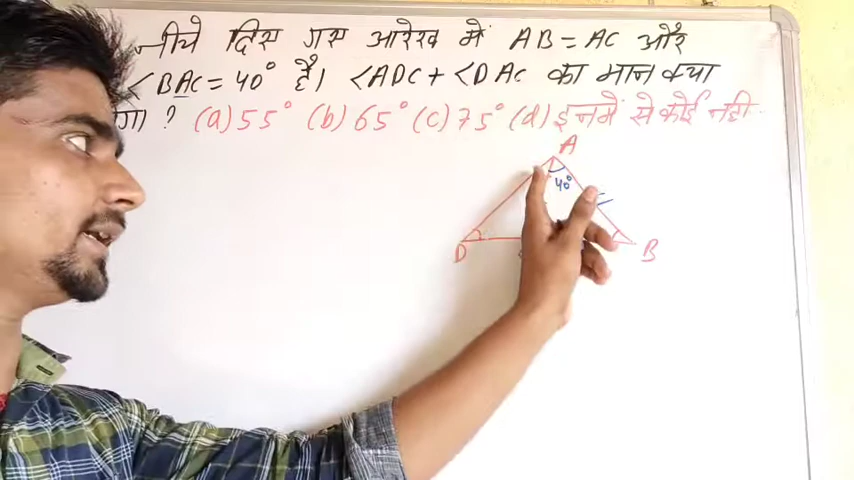 नीचे दिए गए आरेख में AB = AC और
∠BAC = 40° है। ∠ADC + ∠DAC का मान क्या
? (a) 55° (b) 65° (c) 75° (d) इनमें से कोई नही
A
40°
D B